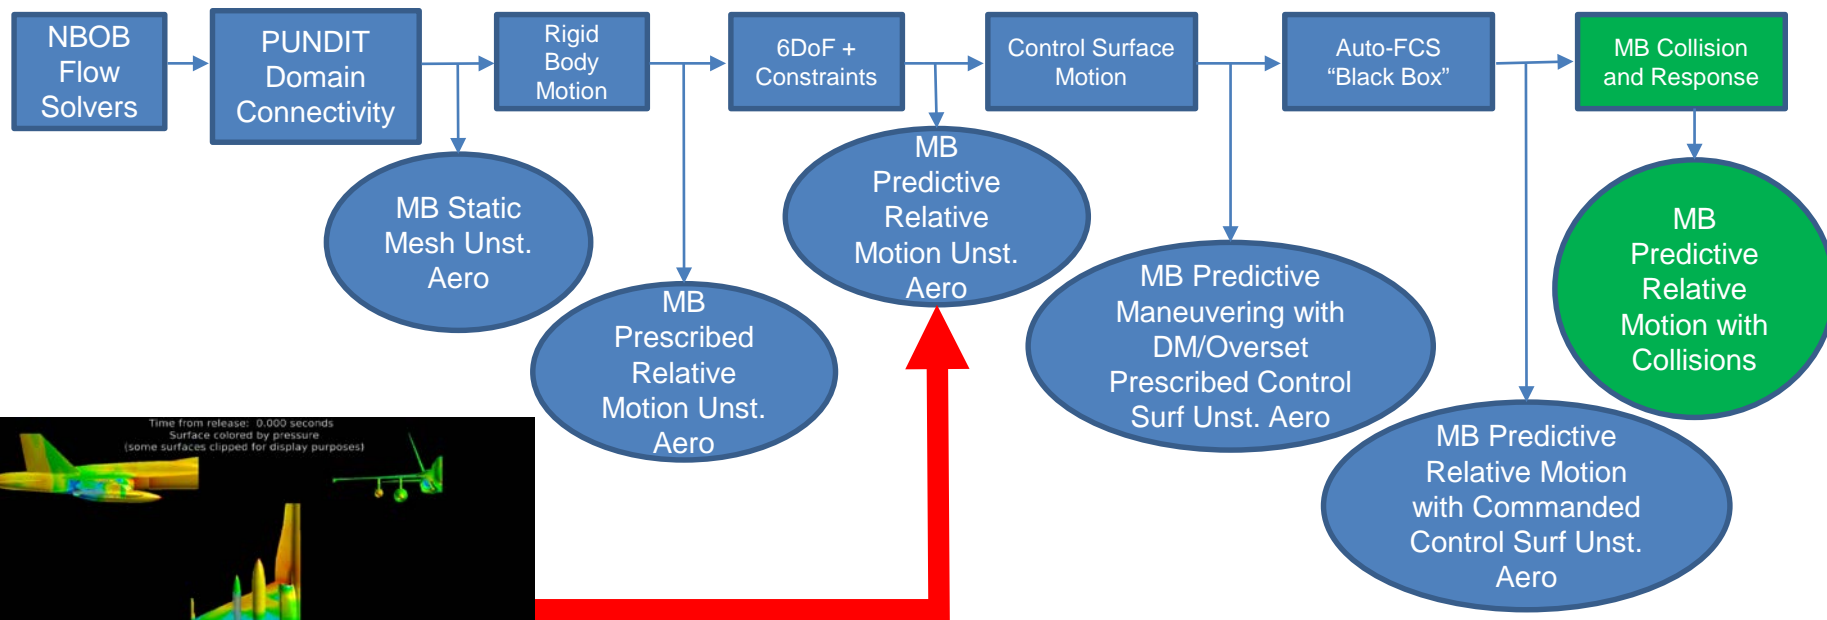 NBOB
Flow
Solvers
PUNDIT
Domain
Connectivity
Rigid
Body
Motion
6DoF +
Constraints
Control Surface
Motion
Auto-FCS
“Black Box”
MB Collision
and Response
MB Static
Mesh Unst.
Aero
MB
Prescribed
Relative
Motion Unst.
Aero
MB
Predictive
Relative
Motion Unst.
Aero
MB Predictive
Maneuvering with
DM/Overset
Prescribed Control
Surf Unst. Aero
MB Predictive
Relative Motion
with Commanded
Control Surf Unst.
Aero
MB
Predictive
Relative
Motion with
Collisions
Time from release: 0.000 seconds
Surface colored by pressure
(some surfaces clipped for display purposes)